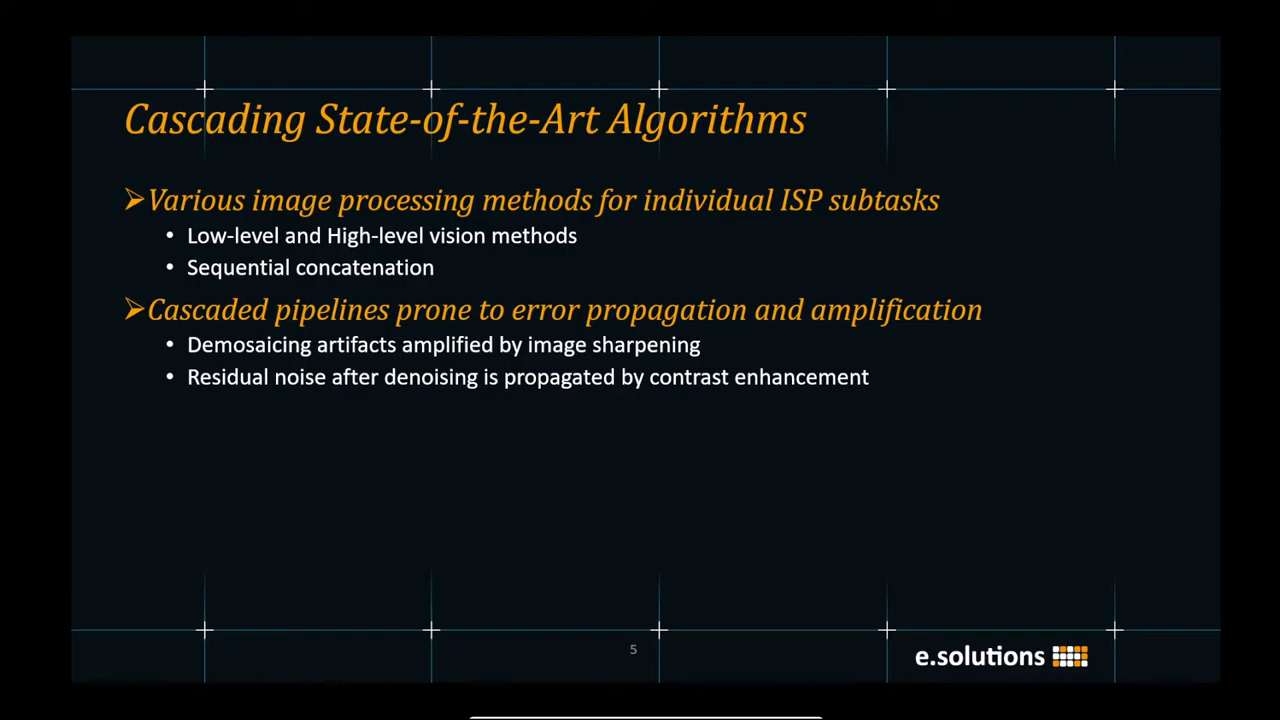 Cascading State-of-the-Art Algorithms
Various image processing methods for individual ISP subtasks
• Low-level and High-level vision methods
• Sequential concatenation
Cascaded pipelines prone to error propagation and amplification
• Demosaicing artifacts amplified by image sharpening
• Residual noise after denoising is propagated by contrast enhancement
5
e.solutions